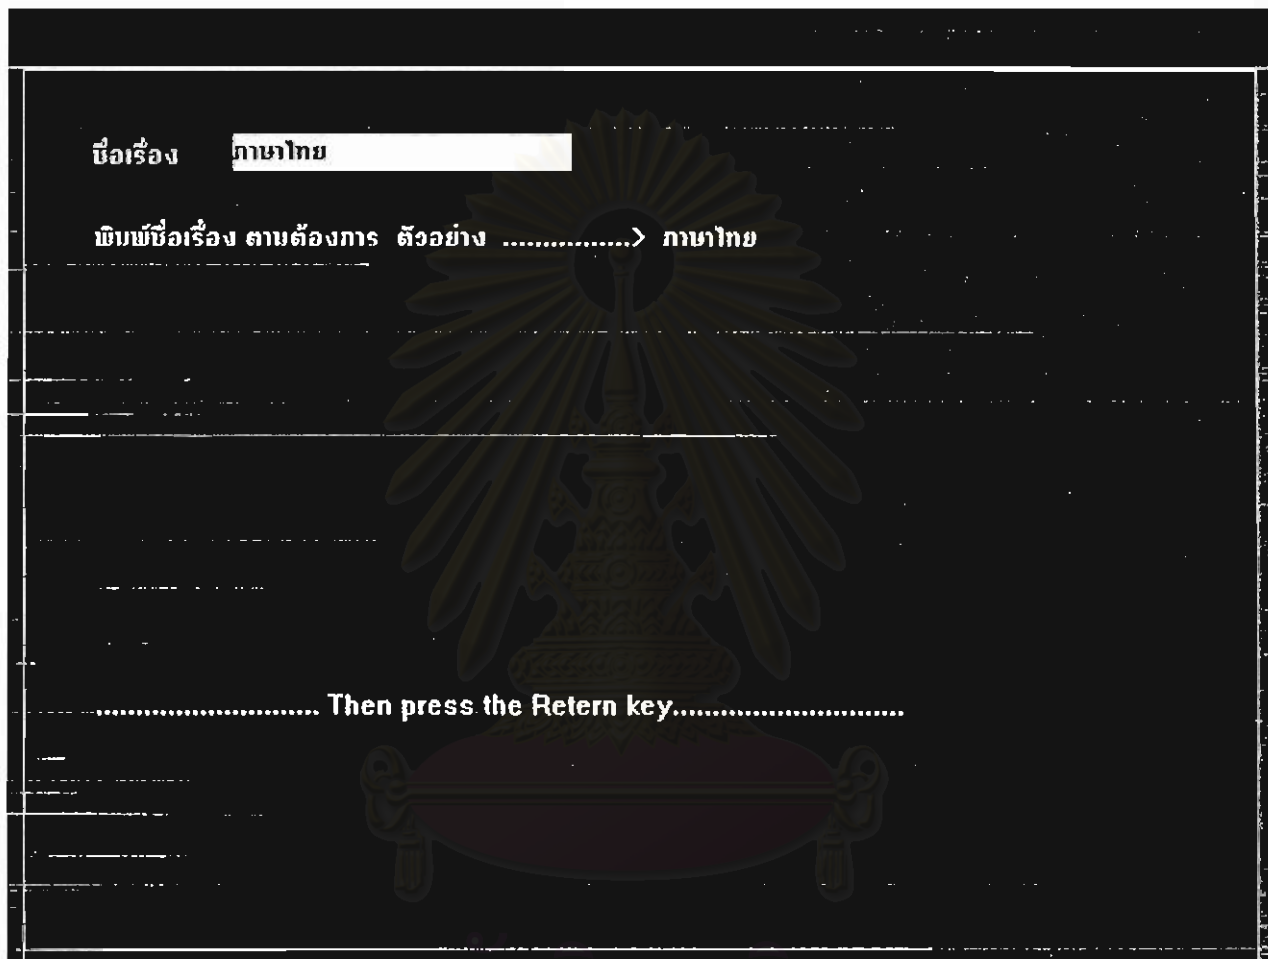 ชื่อเรื่อง ภาษาไทย
พิมพ์ชื่อเรื่อง ตามต้องการ ตัวอย่าง ................> ภาษาไทย
........................... Then press the Retern key............................